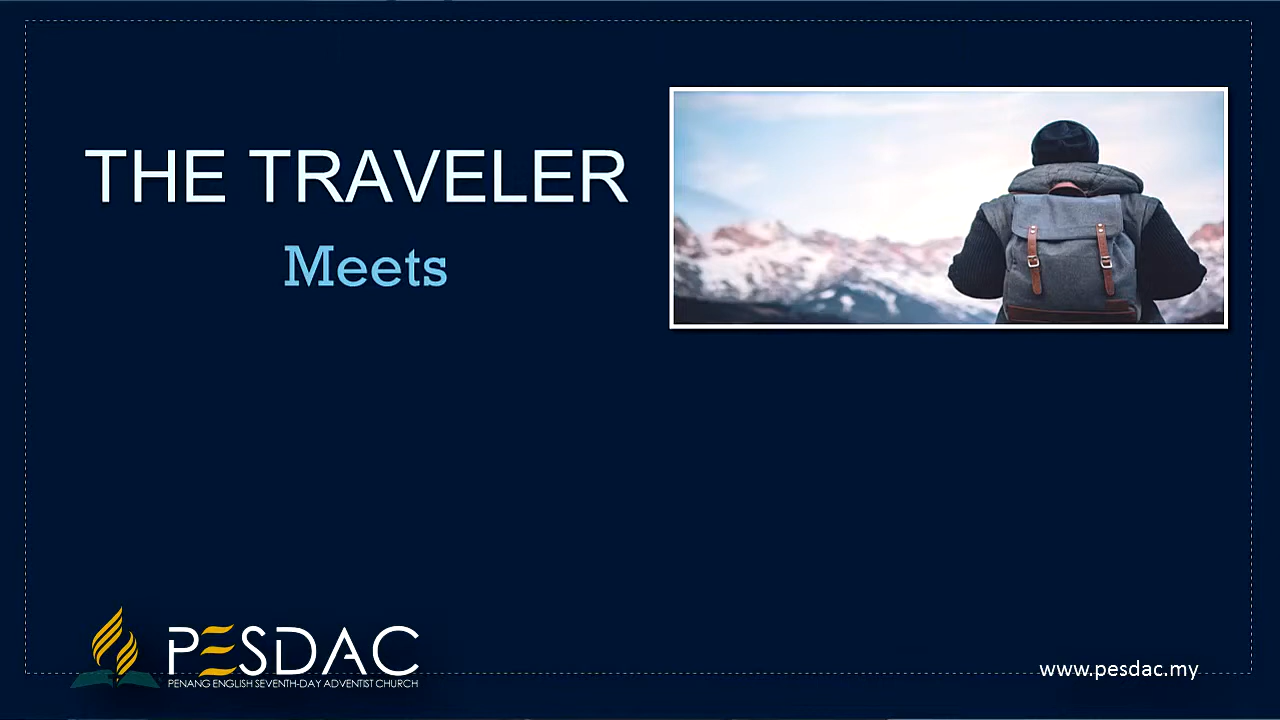 THE TRAVELER
Meets
PESDAC
PENANG ENGLISH SEVENTH-DAY ADVENTIST CHURCH
www.pesdac.my